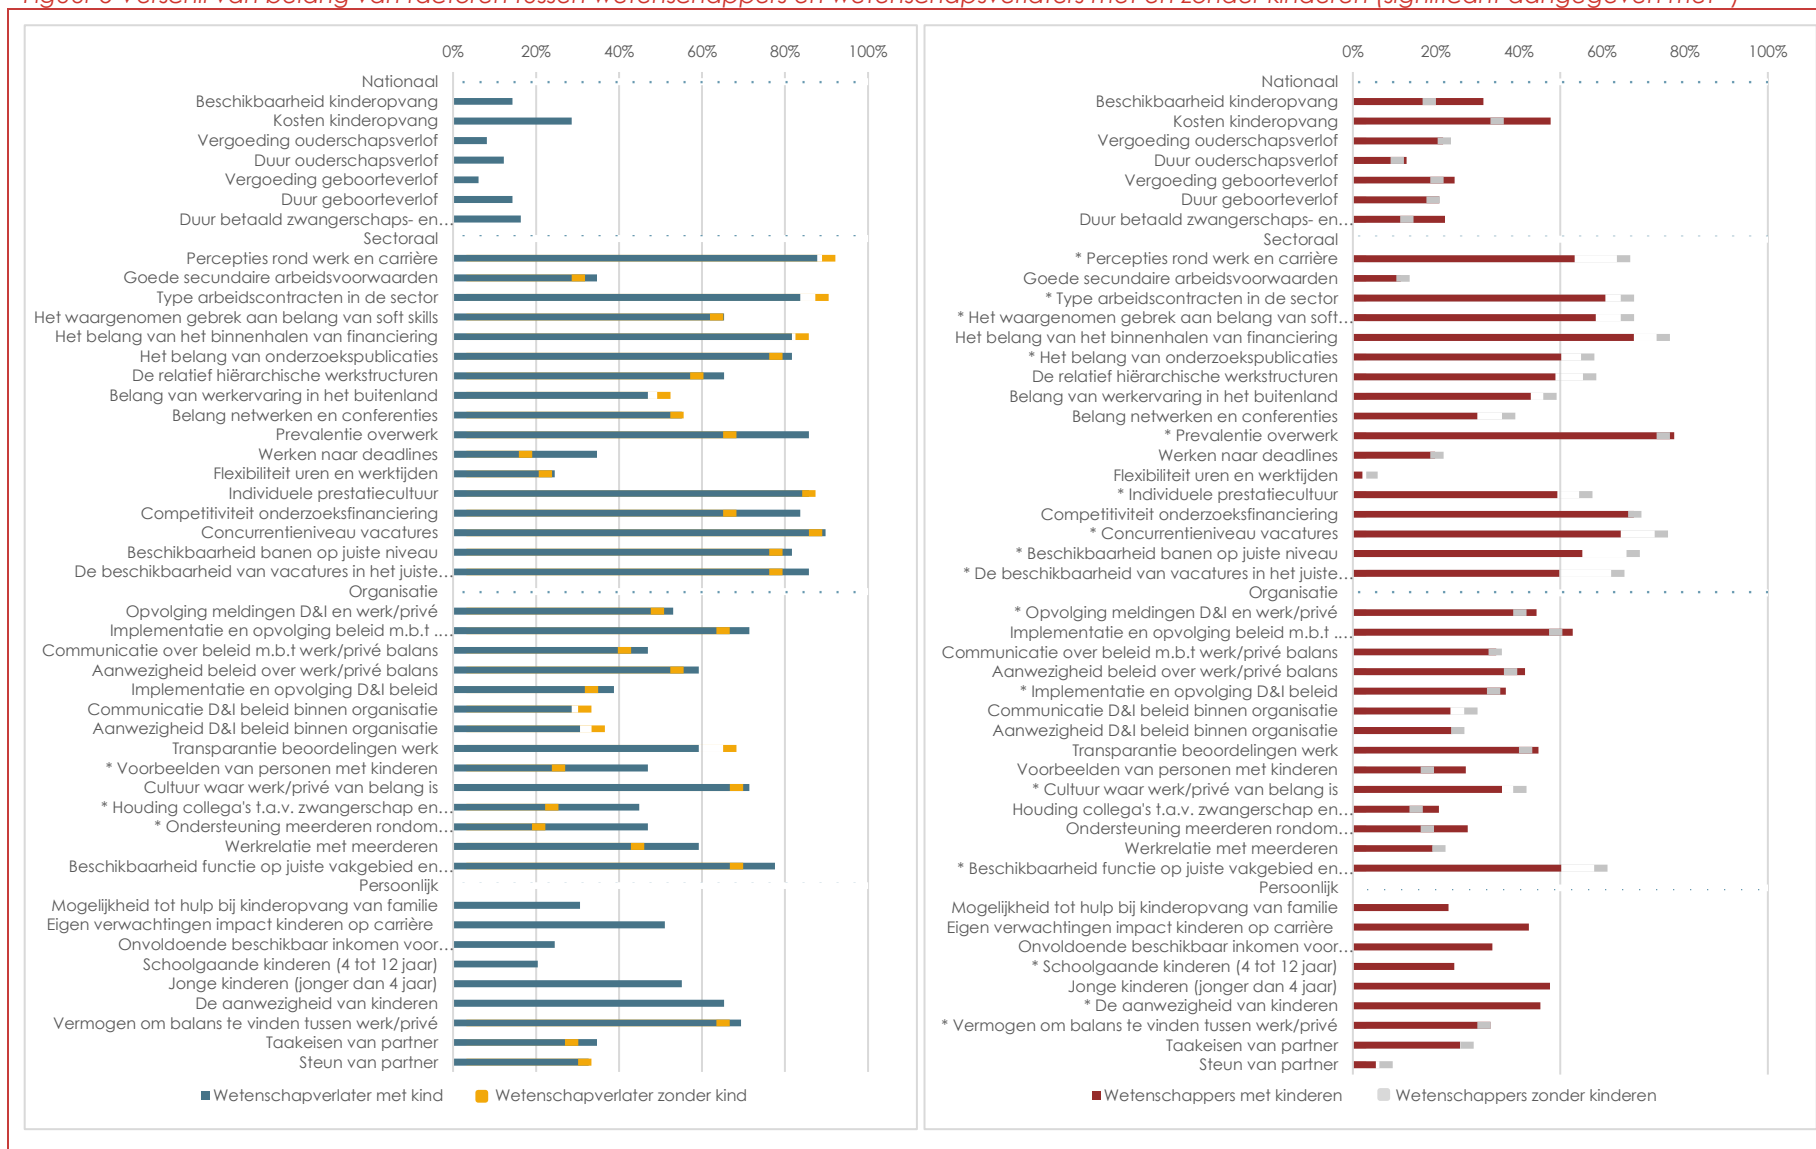 Figuur 6 Verschil van belang van factoren tussen wetenschappers en wetenschapsverlaters met en zonder kinderen (significant aangegeven met *)
0% 20% 40% 60% 80% 100%
Nationaal
Beschikbaarheid kinderopvang
Kosten kinderopvang
Vergoeding ouderschapsverlof
Duur ouderschapsverlof
Vergoeding geboorteverlof
Duur geboorteverlof
Duur betaald zwangerschaps- en...
Sectoraal
Percepties rond werk en carrière
Goede secundaire arbeidsvoorwaarden
Type arbeidscontracten in de sector
Het waargenomen gebrek aan belang van soft skills
Het belang van het binnenhalen van financiering
Het belang van onderzoekspublicaties
De relatief hiërarchische werkstructuren
Belang van werkervaring in het buitenland
Belang netwerken en conferenties
Prevalentie overwerk
Werken naar deadlines
Flexibiliteit uren en werktijden
Individuele prestatiecultuur
Competitiviteit onderzoeksfinanciering
Concurrentieniveau vacatures
Beschikbaarheid banen op juiste niveau
De beschikbaarheid van vacatures in het juiste...
Organisatie
Opvolging meldingen D&I en werk/privé
Implementatie en opvolging beleid m.b.t ....
Communicatie over beleid m.b.t werk/privé balans
Aanwezigheid beleid over werk/privé balans
Implementatie en opvolging D&I beleid
Communicatie D&I beleid binnen organisatie
Aanwezigheid D&I beleid binnen organisatie
Transparantie beoordelingen werk
* Voorbeelden van personen met kinderen
Cultuur waar werk/privé van belang is
* Houding collega's t.a.v. zwangerschap en...
* Ondersteuning meerderen rondom...
Werkrelatie met meerderen
Beschikbaarheid functie op juiste vakgebied en...
Persoonlijk
Mogelijkheid tot hulp bij kinderopvang van familie
Eigen verwachtingen impact kinderen op carrière
Onvoldoende beschikbaar inkomen voor...
Schoolgaande kinderen (4 tot 12 jaar)
Jonge kinderen (jonger dan 4 jaar)
De aanwezigheid van kinderen
Vermogen om balans te vinden tussen werk/privé
Taakeisen van partner
Steun van partner
Wetenschapverlater met kind Wetenschapverlater zonder kind
0% 20% 40% 60% 80% 100%
Nationaal
Beschikbaarheid kinderopvang
Kosten kinderopvang
Vergoeding ouderschapsverlof
Duur ouderschapsverlof
Vergoeding geboorteverlof
Duur geboorteverlof
Duur betaald zwangerschaps- en...
Sectoraal
* Percepties rond werk en carrière
Goede secundaire arbeidsvoorwaarden
* Type arbeidscontracten in de sector
* Het waargenomen gebrek aan belang van soft...
Het belang van het binnenhalen van financiering
* Het belang van onderzoekspublicaties
De relatief hiërarchische werkstructuren
Belang van werkervaring in het buitenland
Belang netwerken en conferenties
* Prevalentie overwerk
Werken naar deadlines
Flexibiliteit uren en werktijden
* Individuele prestatiecultuur
Competitiviteit onderzoeksfinanciering
* Concurrentieniveau vacatures
* Beschikbaarheid banen op juiste niveau
* De beschikbaarheid van vacatures in het juiste...
Organisatie
* Opvolging meldingen D&I en werk/privé
Implementatie en opvolging beleid m.b.t ....
Communicatie over beleid m.b.t werk/privé balans
Aanwezigheid beleid over werk/privé balans
* Implementatie en opvolging D&I beleid
Communicatie D&I beleid binnen organisatie
Aanwezigheid D&I beleid binnen organisatie
Transparantie beoordelingen werk
Voorbeelden van personen met kinderen
* Cultuur waar werk/privé van belang is
Houding collega's t.a.v. zwangerschap en...
Ondersteuning meerderen rondom...
Werkrelatie met meerderen
* Beschikbaarheid functie op juiste vakgebied en...
Persoonlijk
Mogelijkheid tot hulp bij kinderopvang van familie
Eigen verwachtingen impact kinderen op carrière
Onvoldoende beschikbaar inkomen voor...
* Schoolgaande kinderen (4 tot 12 jaar)
Jonge kinderen (jonger dan 4 jaar)
* De aanwezigheid van kinderen
* Vermogen om balans te vinden tussen werk/privé
Taakeisen van partner
Steun van partner
Wetenschappers met kinderen Wetenschappers zonder kinderen